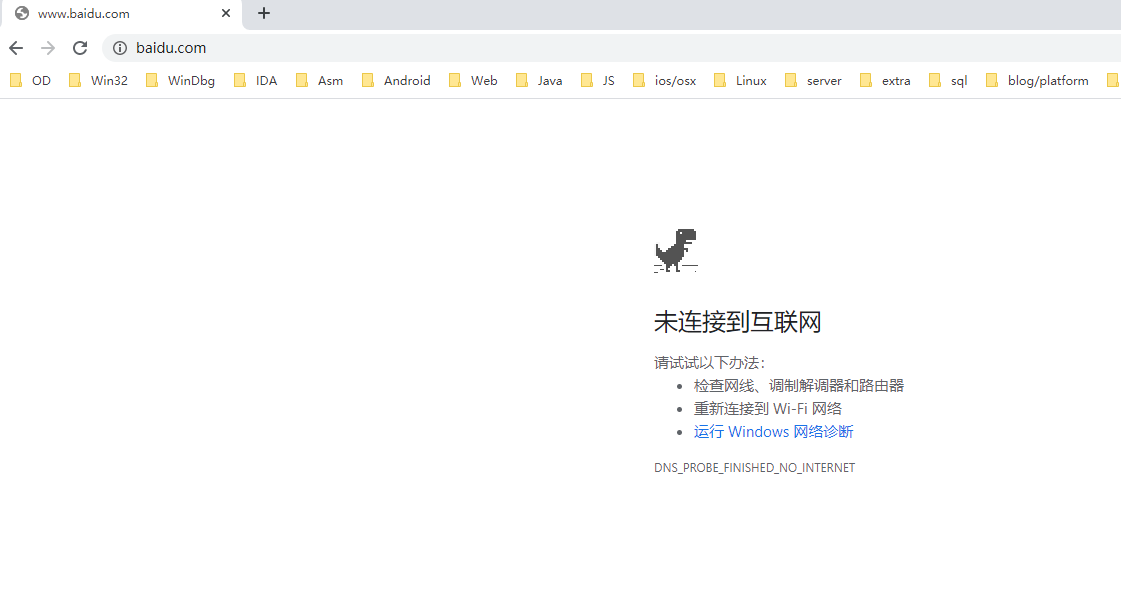 www.baidu.com
baidu.com
OD Win32 WinDbg IDA Asm Android Web Java JS ios/osx Linux server extra sql blog/platform
未连接到互联网
请试试以下办法：
检查网线、调制解调器和路由器
重新连接到 Wi-Fi 网络
运行 Windows 网络诊断
DNS_PROBE_FINISHED_NO_INTERNET